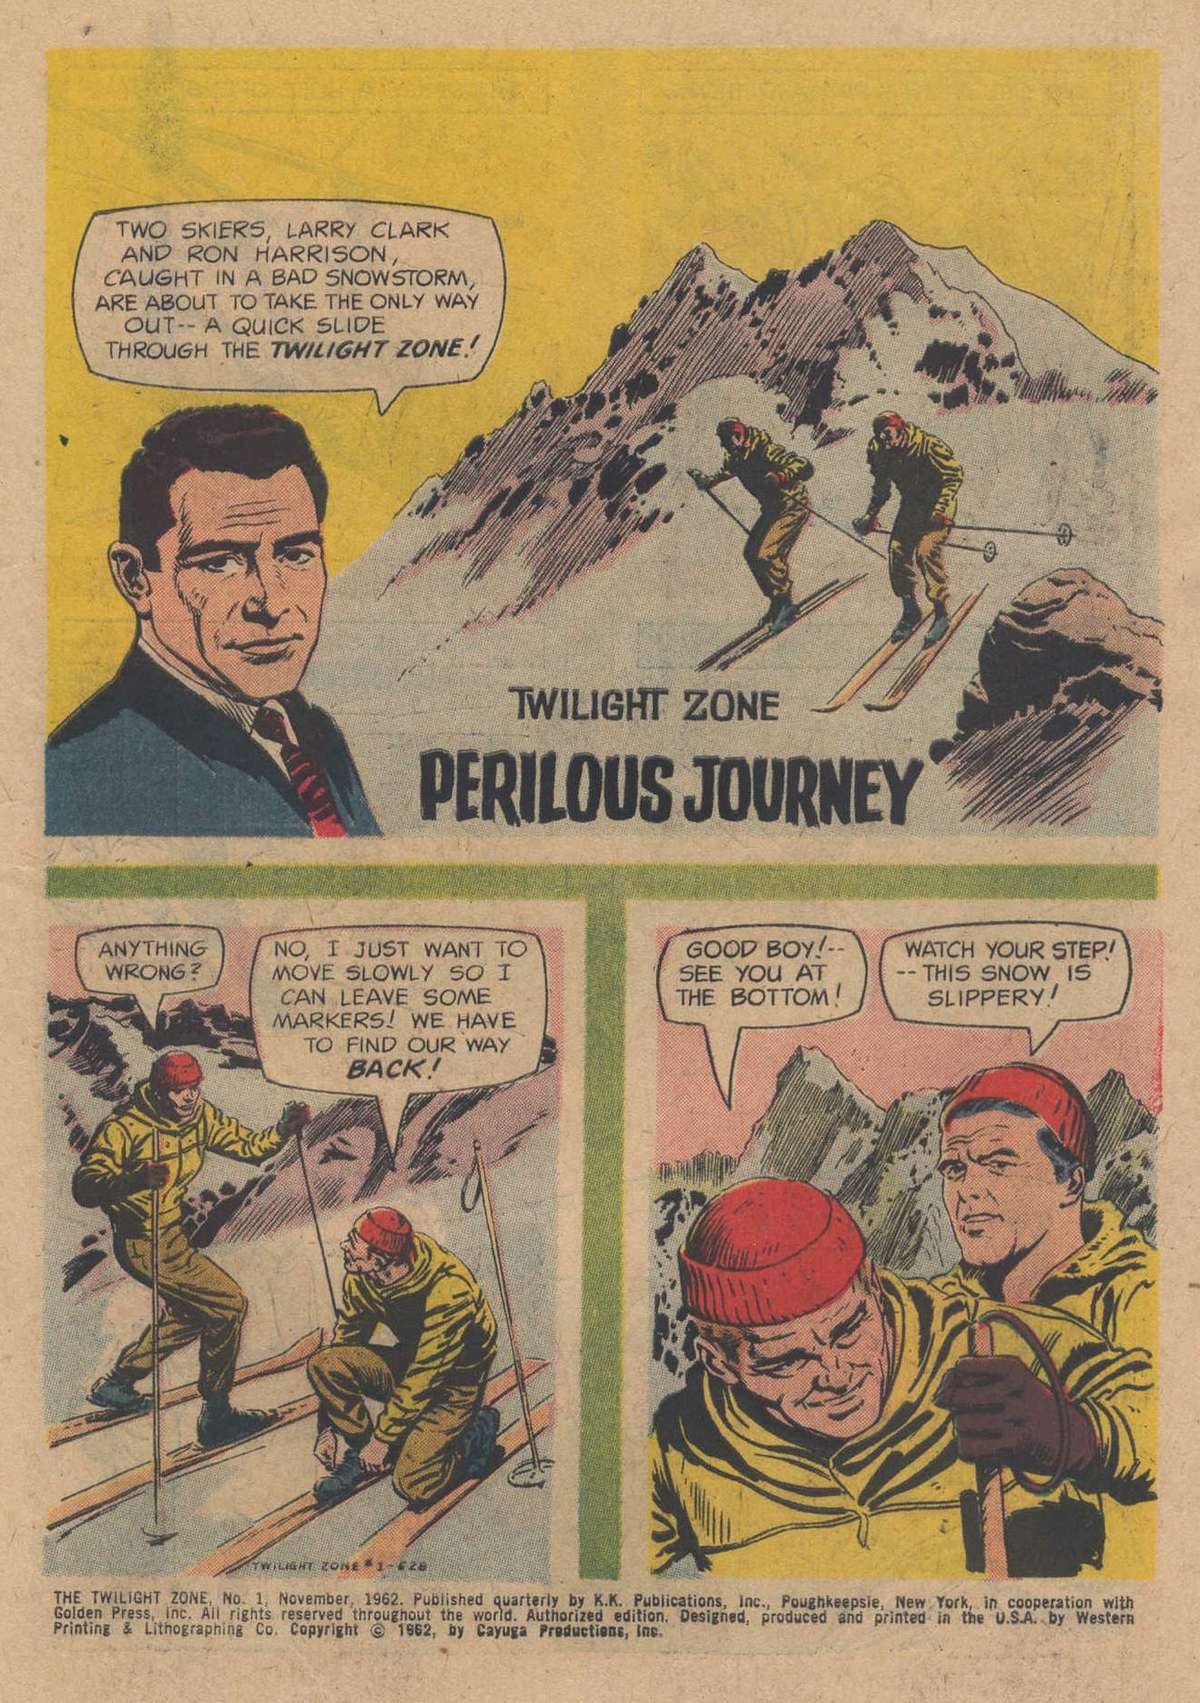 TWO SKIERS, LARRY CLARK
AND RON HARRISON,
CAUGHT IN A BAD SNOWSTORM,
ARE ABOUT TO TAKE THE ONLY WAY
OUT-- A QUICK SLIDE
THROUGH THE TWILIGHT ZONE!
TWILIGHT ZONE
PERILOUS JOURNEY
ANYTHING
WRONG?
NO, I JUST WANT TO
MOVE SLOWLY SO I
CAN LEAVE SOME
MARKERS! WE HAVE
TO FIND OUR WAY
BACK!
GOOD BOY!--
SEE YOU AT
THE BOTTOM!
WATCH YOUR STEP!
-- THIS SNOW IS
SLIPPERY!
TWILIGHT ZONE #1-628
THE TWILIGHT ZONE, No. 1, November, 1962. Published quarterly by K.K. Publications, Inc., Poughkeepsie, New York, in cooperation with
Golden Press, Inc. All rights reserved throughout the world. Authorized edition. Designed, produced and printed in the U.S.A. by Western
Printing & Lithographing Co. Copyright © 1962, by Cayuga Productions, Inc.